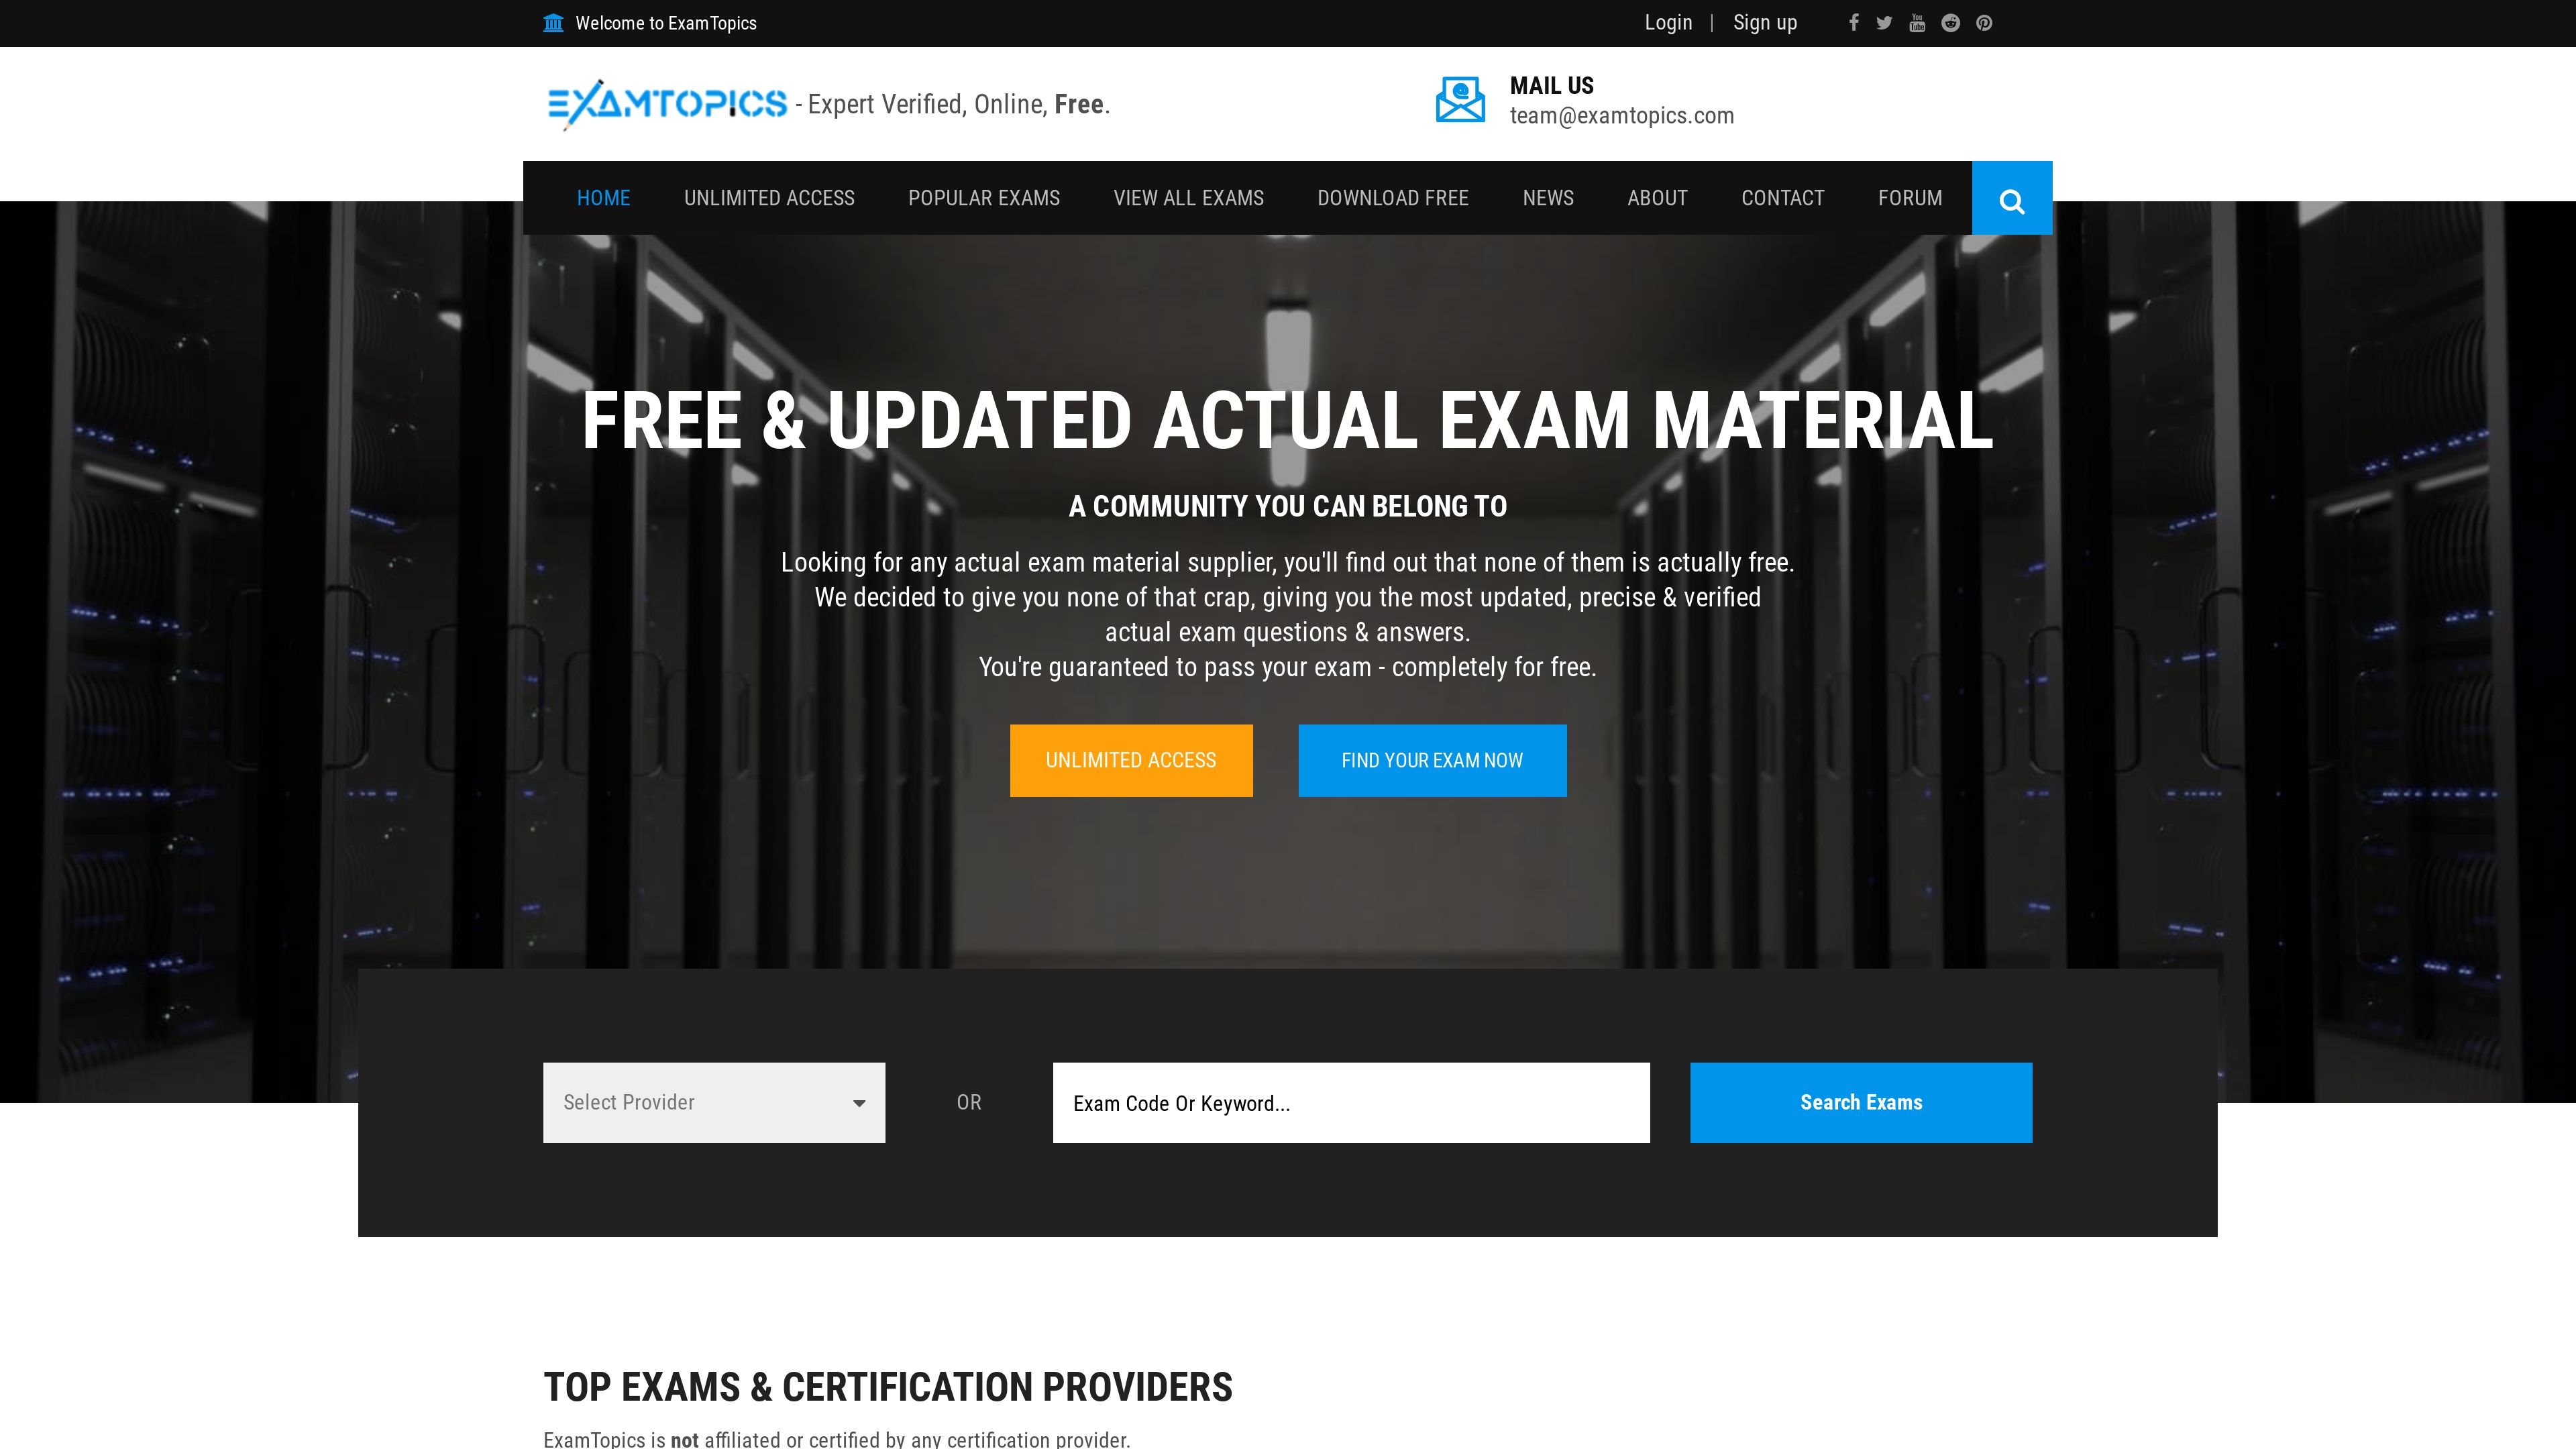 Welcome to ExamTopics
Login | Sign up
EXAMTOPICS - Expert Verified, Online, Free.
MAIL US
team@examtopics.com
HOME UNLIMITED ACCESS POPULAR EXAMS VIEW ALL EXAMS DOWNLOAD FREE NEWS ABOUT CONTACT FORUM
FREE & UPDATED ACTUAL EXAM MATERIAL
A COMMUNITY YOU CAN BELONG TO
Looking for any actual exam material supplier, you'll find out that none of them is actually free.
We decided to give you none of that crap, giving you the most updated, precise & verified
actual exam questions & answers.
You're guaranteed to pass your exam - completely for free.
UNLIMITED ACCESS FIND YOUR EXAM NOW
Select Provider OR Exam Code Or Keyword... Search Exams
TOP EXAMS & CERTIFICATION PROVIDERS
ExamTopics is not affiliated or certified by any certification provider.